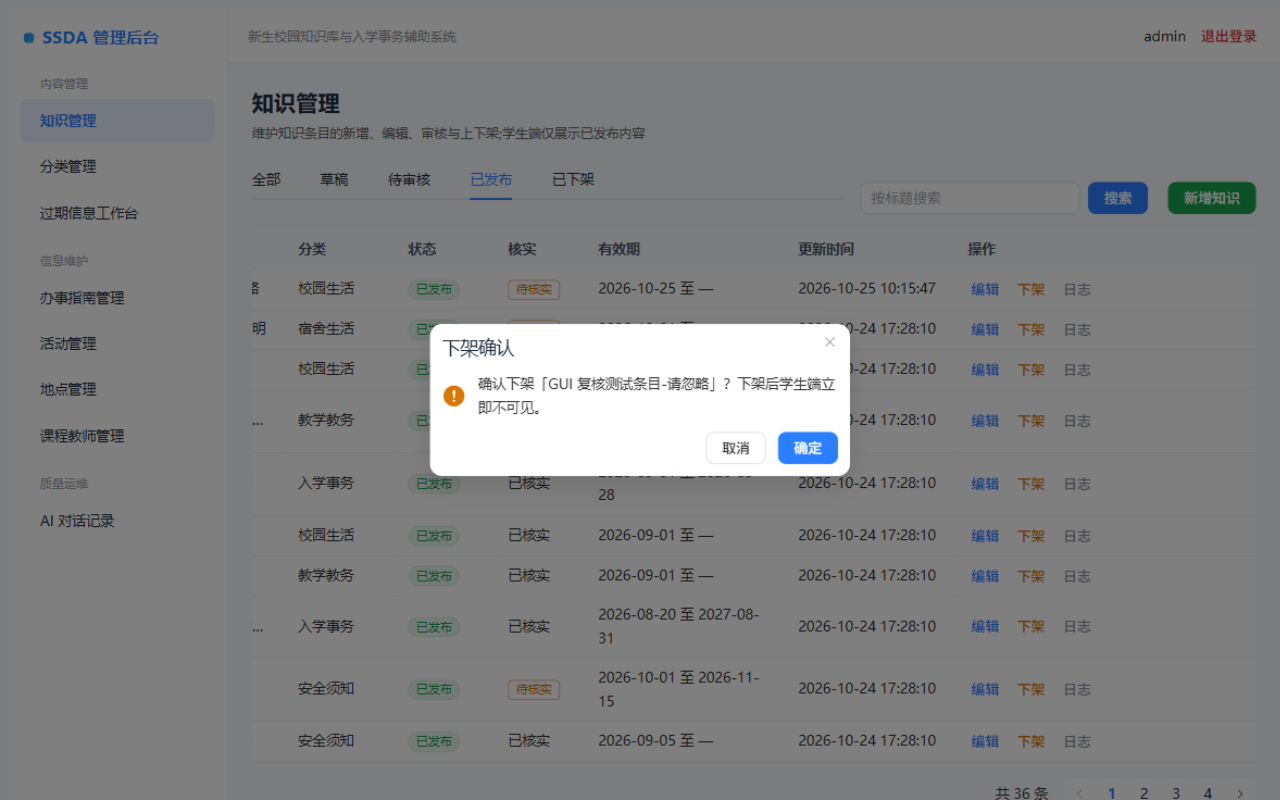 SSDA 管理后台
新生校园知识库与入学事务辅助系统
admin 退出登录
内容管理
知识管理
分类管理
过期信息工作台
信息维护
办事指南管理
活动管理
地点管理
课程教师管理
质量运维
AI 对话记录
知识管理
维护知识条目的新增、编辑、审核与上下架;学生端仅展示已发布内容
全部 草稿 待审核 已发布 已下架
按标题搜索 搜索 新增知识
分类 状态 核实 有效期 更新时间 操作
校园生活 已发布 待核实 2026-10-25 至 — 2026-10-25 10:15:47 编辑 下架 日志
明 宿舍生活 0-24 17:28:10 编辑 下架 日志
校园生活 0-24 17:28:10 编辑 下架 日志
... 教学教务 0-24 17:28:10 编辑 下架 日志
下架确认
确认下架「GUI 复核测试条目-请忽略」？下架后学生端立
即不可见。
取消 确定
入学事务 已发布 已核实 28 2026-10-24 17:28:10 编辑 下架 日志
校园生活 已发布 已核实 2026-09-01 至 — 2026-10-24 17:28:10 编辑 下架 日志
教学教务 已发布 已核实 2026-09-01 至 — 2026-10-24 17:28:10 编辑 下架 日志
... 入学事务 已发布 已核实 2026-08-20 至 2027-08-31 2026-10-24 17:28:10 编辑 下架 日志
安全须知 已发布 待核实 2026-10-01 至 2026-11-15 2026-10-24 17:28:10 编辑 下架 日志
安全须知 已发布 已核实 2026-09-05 至 — 2026-10-24 17:28:10 编辑 下架 日志
共 36 条 1 2 3 4